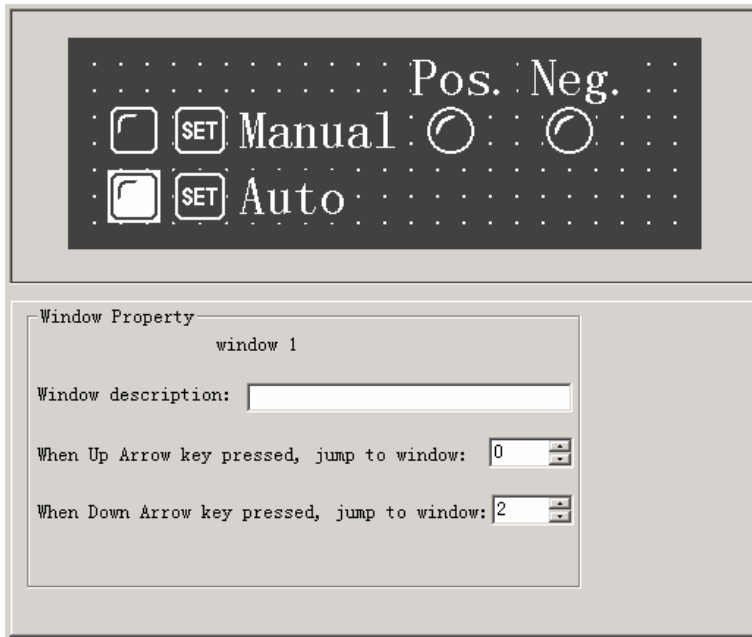 Pos. Neg.
SET Manual
SET Auto
Window Property
window 1
Window description:
When Up Arrow key pressed, jump to window: 0
When Down Arrow key pressed, jump to window: 2